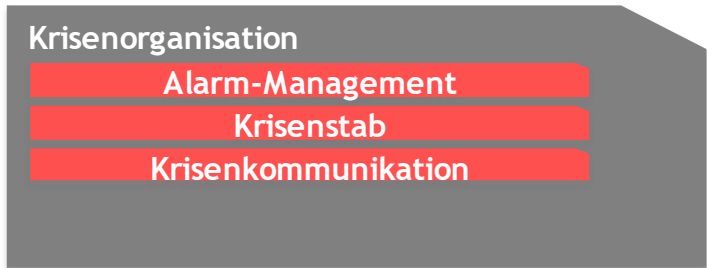 Krisenorganisation
Alarm-Management
Krisenstab
Krisenkommunikation